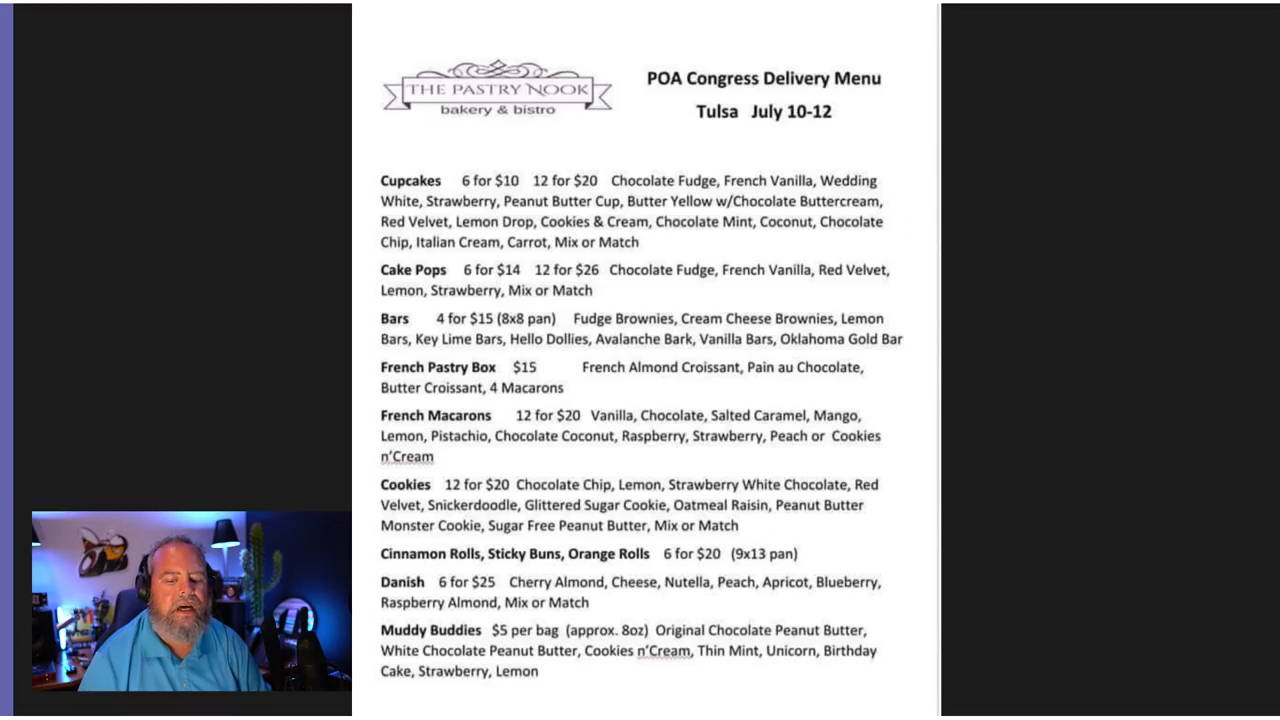 THE PASTRY NOOK
bakery & bistro
POA Congress Delivery Menu
Tulsa July 10-12
Cupcakes 6 for $10 12 for $20 Chocolate Fudge, French Vanilla, Wedding
White, Strawberry, Peanut Butter Cup, Butter Yellow w/Chocolate Buttercream,
Red Velvet, Lemon Drop, Cookies & Cream, Chocolate Mint, Coconut, Chocolate
Chip, Italian Cream, Carrot, Mix or Match
Cake Pops 6 for $14 12 for $26 Chocolate Fudge, French Vanilla, Red Velvet,
Lemon, Strawberry, Mix or Match
Bars 4 for $15 (8x8 pan) Fudge Brownies, Cream Cheese Brownies, Lemon
Bars, Key Lime Bars, Hello Dollies, Avalanche Bark, Vanilla Bars, Oklahoma Gold Bar
French Pastry Box $15 French Almond Croissant, Pain au Chocolate,
Butter Croissant, 4 Macarons
French Macarons 12 for $20 Vanilla, Chocolate, Salted Caramel, Mango,
Lemon, Pistachio, Chocolate Coconut, Raspberry, Strawberry, Peach or Cookies
n'Cream
Cookies 12 for $20 Chocolate Chip, Lemon, Strawberry White Chocolate, Red
Velvet, Snickerdoodle, Glittered Sugar Cookie, Oatmeal Raisin, Peanut Butter
Monster Cookie, Sugar Free Peanut Butter, Mix or Match
Cinnamon Rolls, Sticky Buns, Orange Rolls 6 for $20 (9x13 pan)
Danish 6 for $25 Cherry Almond, Cheese, Nutella, Peach, Apricot, Blueberry,
Raspberry Almond, Mix or Match
Muddy Buddies $5 per bag (approx. 8oz) Original Chocolate Peanut Butter,
White Chocolate Peanut Butter, Cookies n'Cream, Thin Mint, Unicorn, Birthday
Cake, Strawberry, Lemon